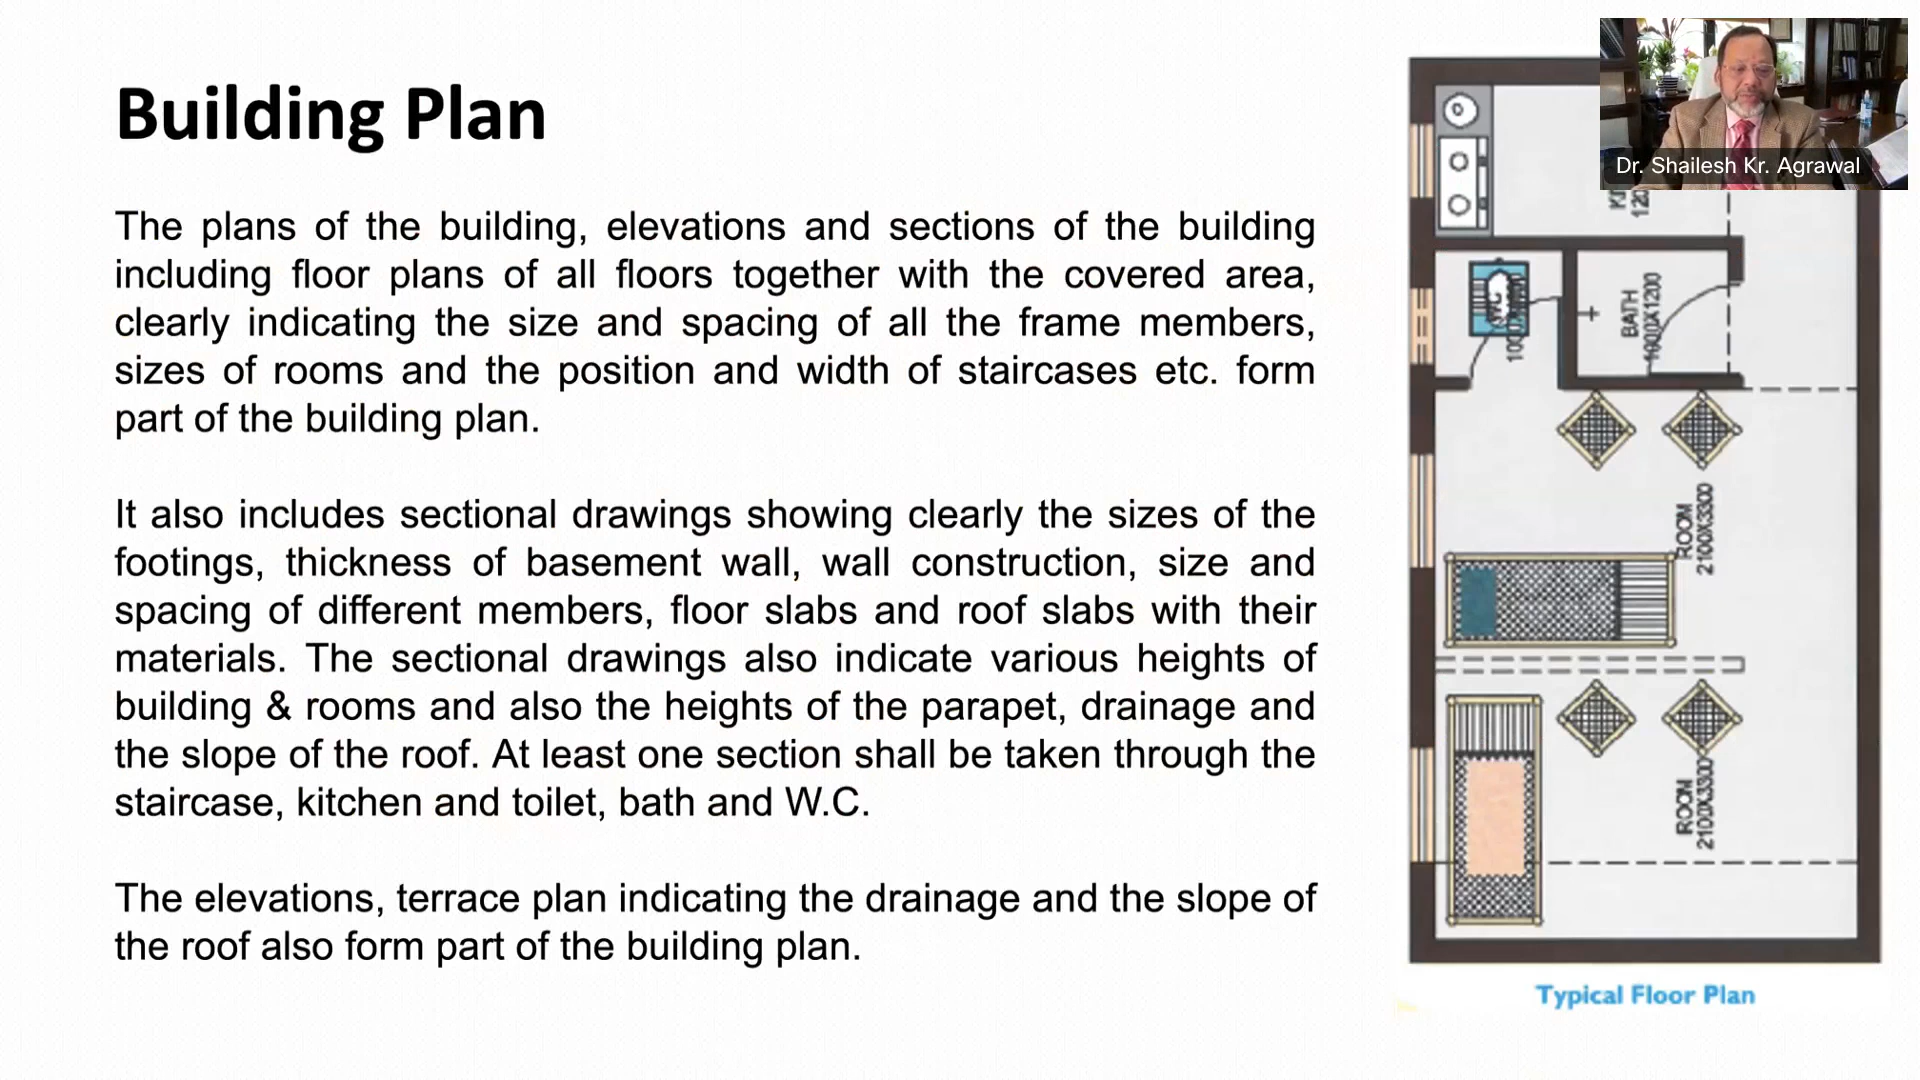 Building Plan
The plans of the building, elevations and sections of the building
including floor plans of all floors together with the covered area,
clearly indicating the size and spacing of all the frame members,
sizes of rooms and the position and width of staircases etc. form
part of the building plan.
It also includes sectional drawings showing clearly the sizes of the
footings, thickness of basement wall, wall construction, size and
spacing of different members, floor slabs and roof slabs with their
materials. The sectional drawings also indicate various heights of
building & rooms and also the heights of the parapet, drainage and
the slope of the roof. At least one section shall be taken through the
staircase, kitchen and toilet, bath and W.C.
The elevations, terrace plan indicating the drainage and the slope of
the roof also form part of the building plan.
Dr. Shailesh Kr. Agrawal
BATH
1000X1200
ROOM
2100X3300
ROOM
2100X3300
Typical Floor Plan